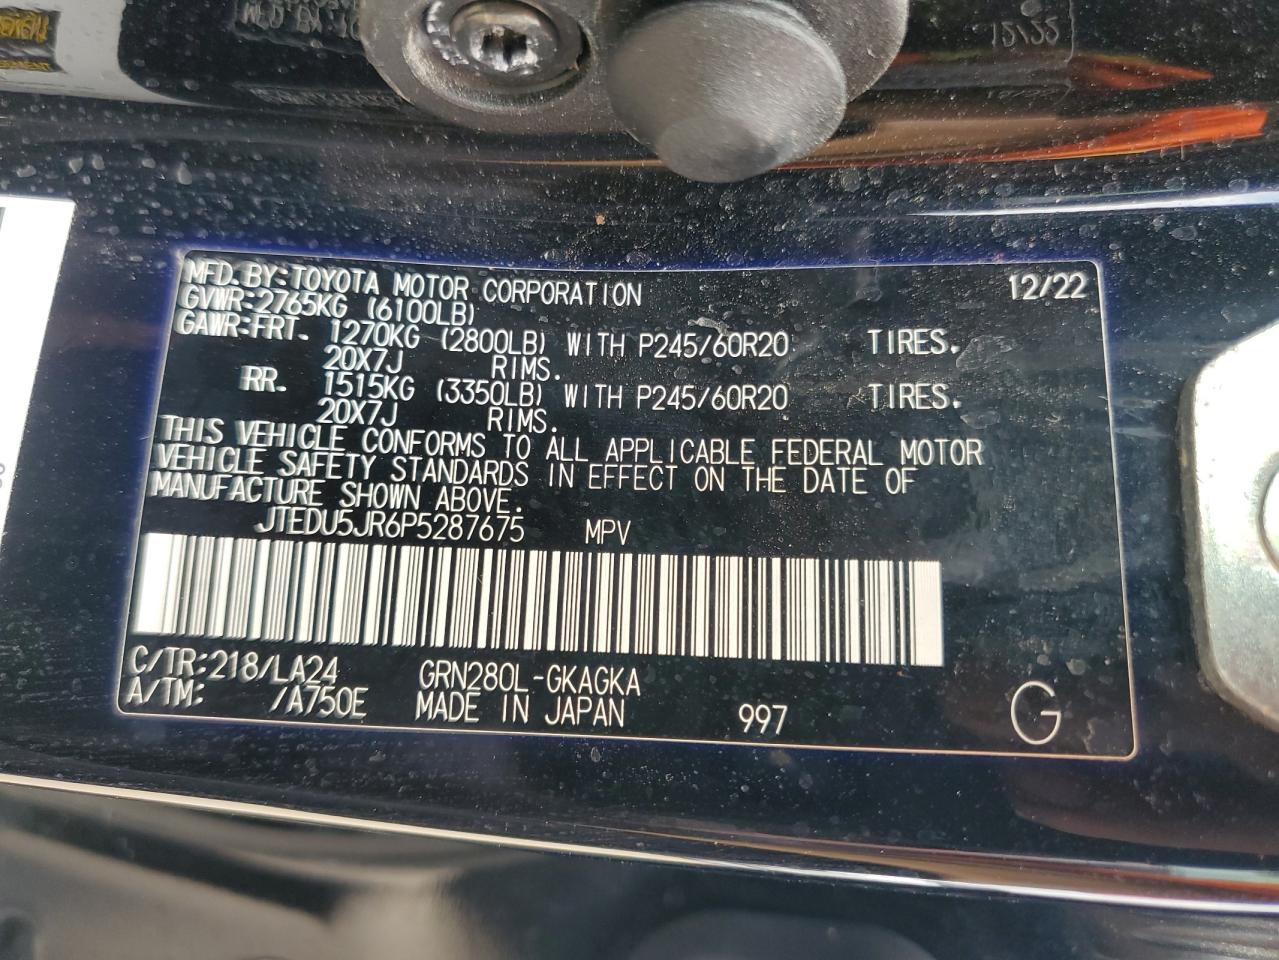 MFD.BY:TOYOTA MOTOR CORPORATION 12/22
GVWR:2765KG (6100LB)
GAWR:FRT. 1270KG (2800LB) WITH P245/60R20 TIRES.
20X7J RIMS.
RR. 1515KG (3350LB) WITH P245/60R20 TIRES.
20X7J RIMS.
THIS VEHICLE CONFORMS TO ALL APPLICABLE FEDERAL MOTOR
VEHICLE SAFETY STANDARDS IN EFFECT ON THE DATE OF
MANUFACTURE SHOWN ABOVE.
JTEDU5JR6P5287675 MPV
C/TR:218/LA24 GRN280L-GKAGKA
A/TM: /A750E MADE IN JAPAN 997 G